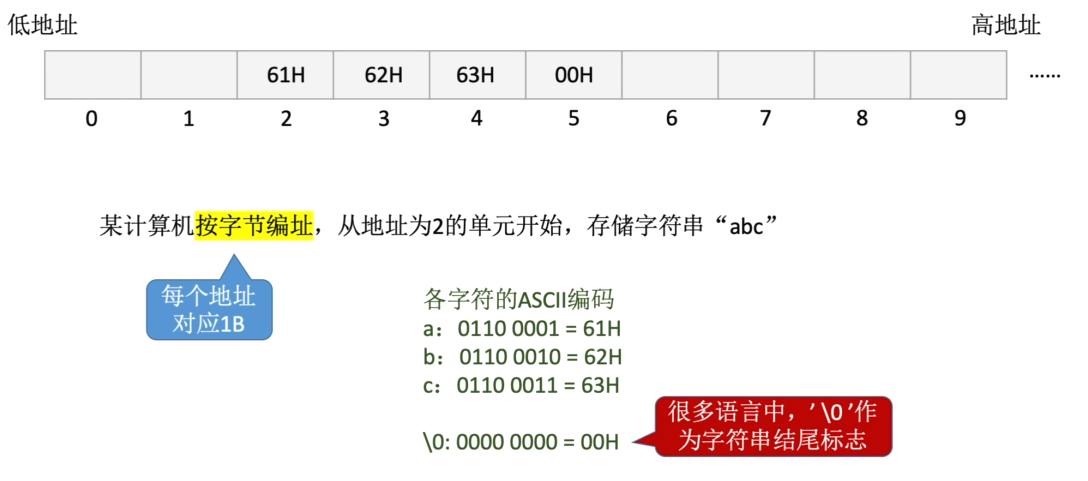 低地址 高地址
61H 62H 63H 00H ……
0 1 2 3 4 5 6 7 8 9
某计算机按字节编址，从地址为2的单元开始，存储字符串“abc”
每个地址
对应1B
各字符的ASCII编码
a：0110 0001 = 61H
b：0110 0010 = 62H
c：0110 0011 = 63H
\0: 0000 0000 = 00H
很多语言中，’\0’作
为字符串结尾标志